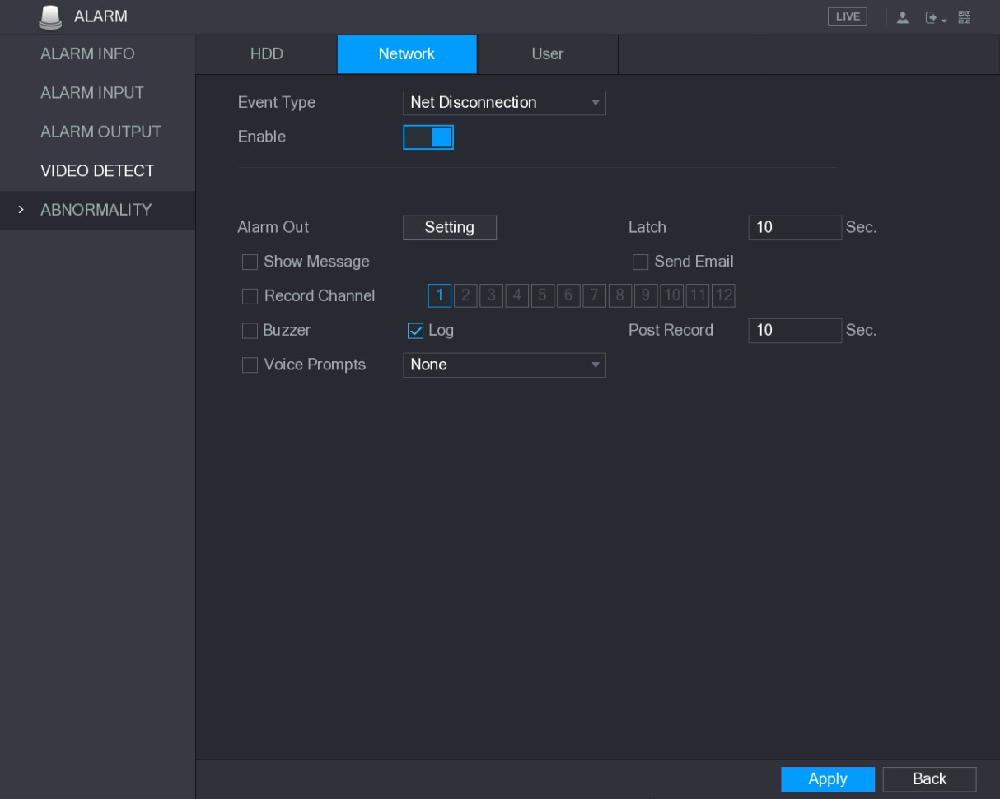 ALARM
LIVE
ALARM INFO
ALARM INPUT
ALARM OUTPUT
VIDEO DETECT
ABNORMALITY
HDD
Network
User
Event Type
Net Disconnection
Enable
Alarm Out
Setting
Latch
10
Sec.
Show Message
Send Email
Record Channel
1 2 3 4 5 6 7 8 9 10 11 12
Buzzer
Log
Post Record
10
Sec.
Voice Prompts
None
Apply
Back